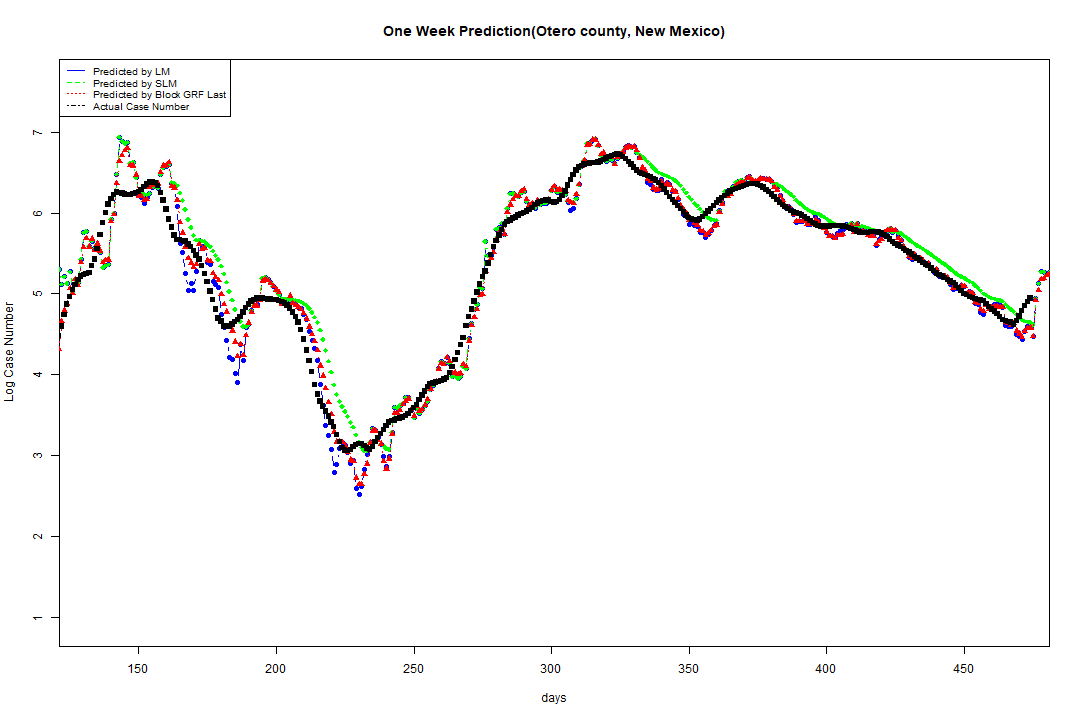 One Week Prediction(Otero county, New Mexico)
Predicted by LM
Predicted by SLM
Predicted by Block GRF Last
Actual Case Number
Log Case Number
7
6
5
4
3
2
1
150 200 250 300 350 400 450
days